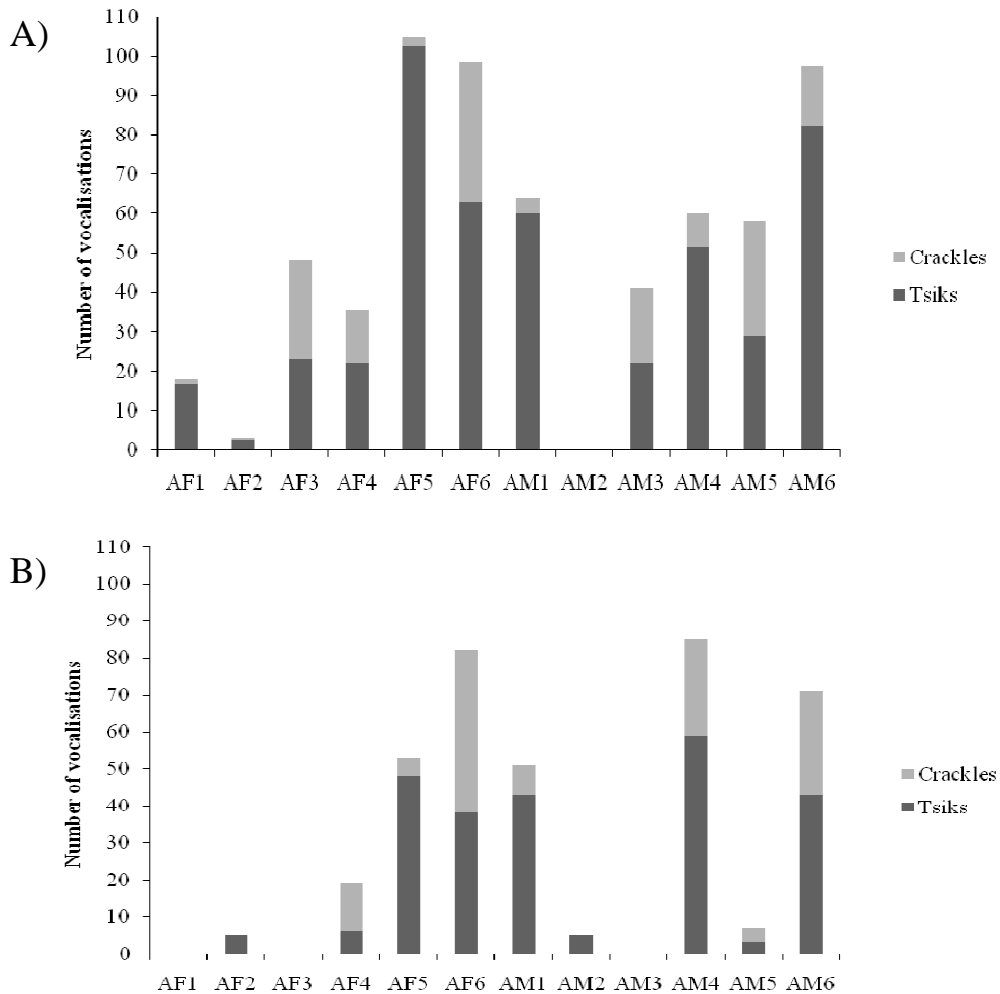 A)
Number of vocalisations
110
100
90
80
70
60
50
40
30
20
10
0
AF1 AF2 AF3 AF4 AF5 AF6 AM1 AM2 AM3 AM4 AM5 AM6
Crackles
Tsiks
B)
Number of vocalisations
110
100
90
80
70
60
50
40
30
20
10
0
AF1 AF2 AF3 AF4 AF5 AF6 AM1 AM2 AM3 AM4 AM5 AM6
Crackles
Tsiks